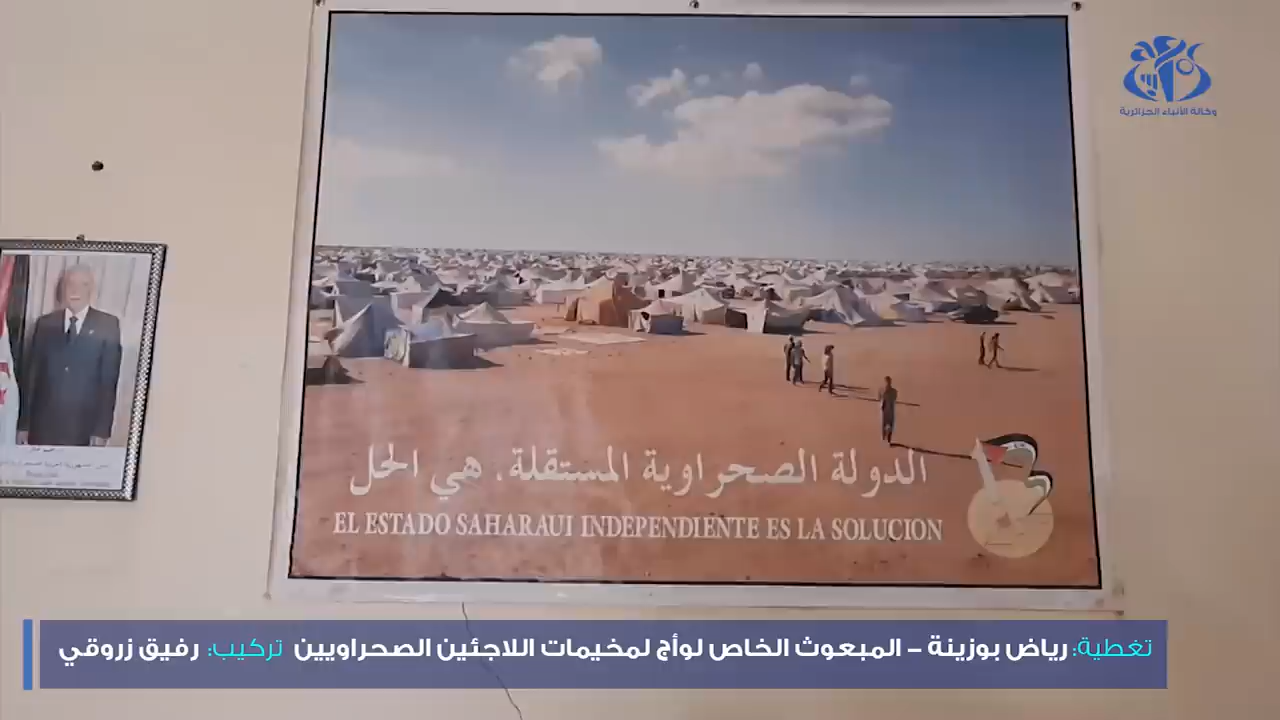 وكالة الأنباء الجزائرية
الدولة الصحراوية المستقلة، هي الحل
EL ESTADO SAHARAUI INDEPENDIENTE ES LA SOLUCION
تغطية: رياض بوزينة – المبعوث الخاص لوأج لمخيمات اللاجئين الصحراويين تركيب: رفيق زروقي